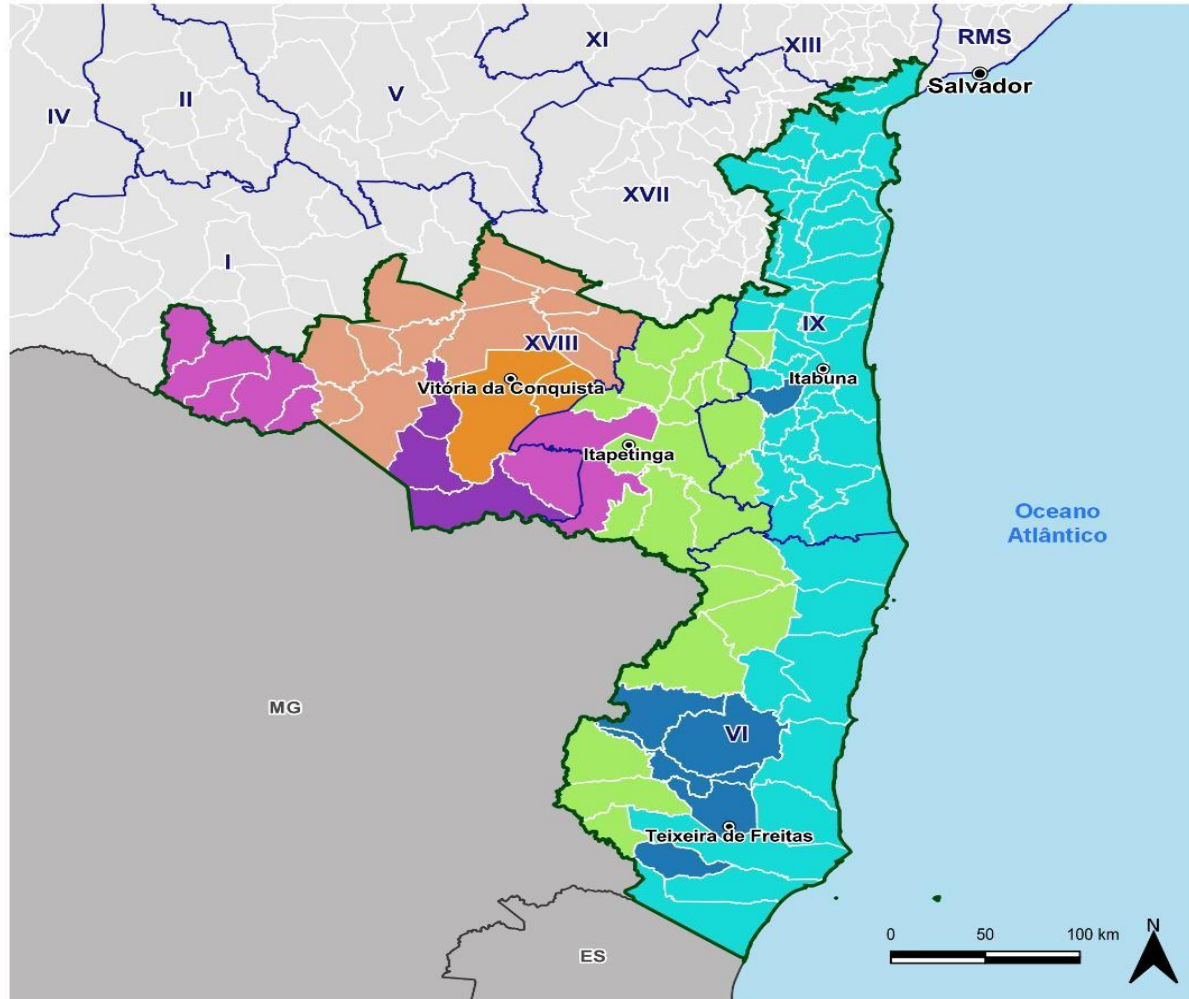 XI
XIII
RMS
Salvador
II
V
IV
XVII
I
XVIII
IX
Vitória da Conquista
Itabuna
Itapetinga
Oceano
Atlântico
MG
VI
Teixeira de Freitas
ES
0 50 100 km
N